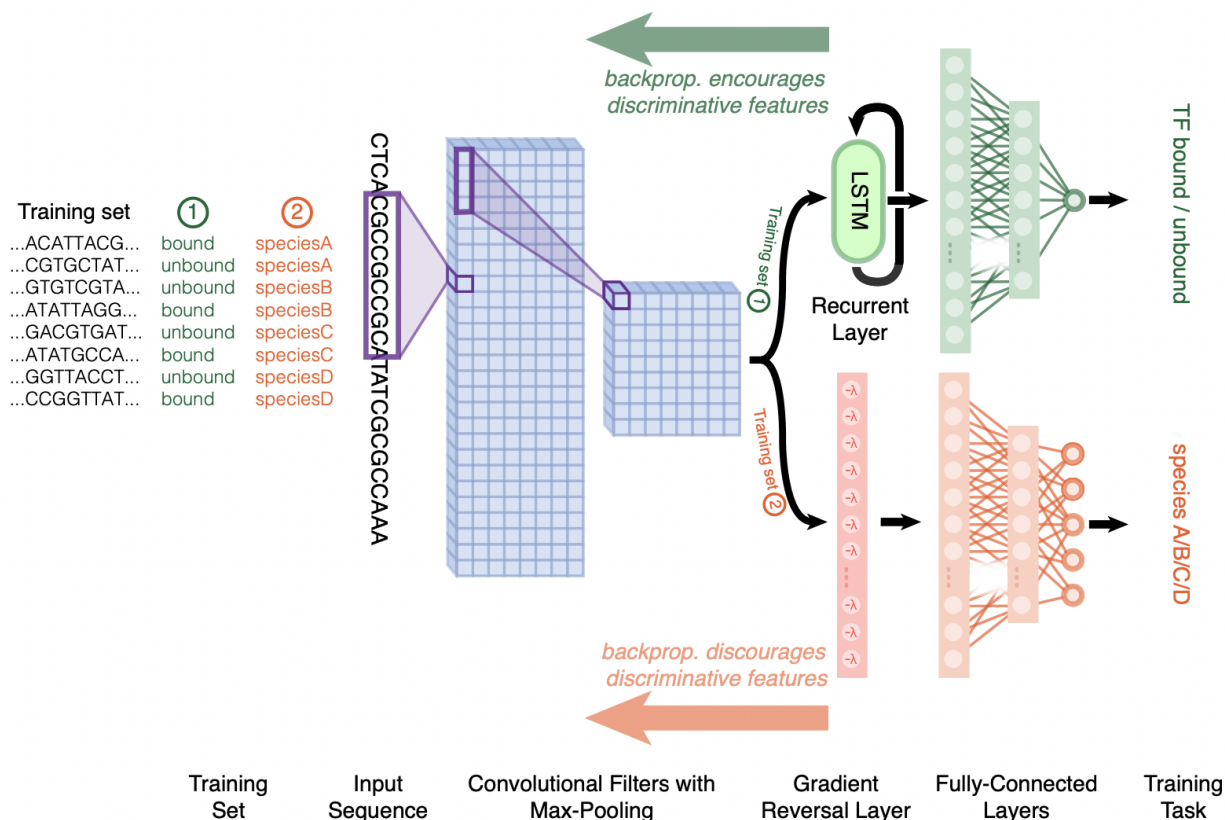 backprop. encourages
discriminative features
Training set ① ②
...ACATTACG... bound speciesA
...CGTGCTAT... unbound speciesA
...GTGTCGTA... unbound speciesB
...ATATTAGG... bound speciesB
...GACGTGAT... unbound speciesC
...ATATGCCA... bound speciesC
...GGTTACCT... unbound speciesD
...CCGGTTAT... bound speciesD
CTCACGCCGCCGCATATCGCGCCAAA
Training set ①
LSTM
Recurrent
Layer
TF bound / unbound
Training set ②
-λ
-λ
-λ
-λ
-λ
-λ
-λ
-λ
-λ
-λ
species A/B/C/D
backprop. discourages
discriminative features
Training
Set
Input
Sequence
Convolutional Filters with
Max-Pooling
Gradient
Reversal Layer
Fully-Connected
Layers
Training
Task